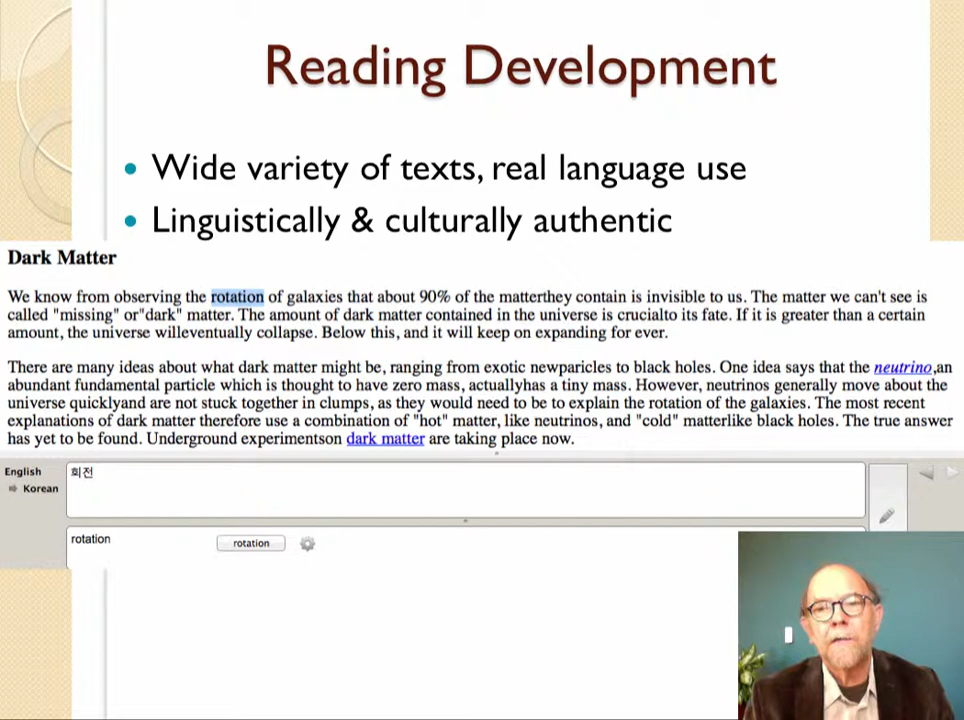 Reading Development
Wide variety of texts, real language use
Linguistically & culturally authentic
Dark Matter
We know from observing the rotation of galaxies that about 90% of the matterthey contain is invisible to us. The matter we can't see is
called "missing" or"dark" matter. The amount of dark matter contained in the universe is crucialto its fate. If it is greater than a certain
amount, the universe willeventually collapse. Below this, and it will keep on expanding for ever.
There are many ideas about what dark matter might be, ranging from exotic newparicles to black holes. One idea says that the neutrino,an
abundant fundamental particle which is thought to have zero mass, actuallyhas a tiny mass. However, neutrinos generally move about the
universe quicklyand are not stuck together in clumps, as they would need to be to explain the rotation of the galaxies. The most recent
explanations of dark matter therefore use a combination of "hot" matter, like neutrinos, and "cold" matterlike black holes. The true answer
has yet to be found. Underground experimentson dark matter are taking place now.
English
회전
Korean
rotation
rotation